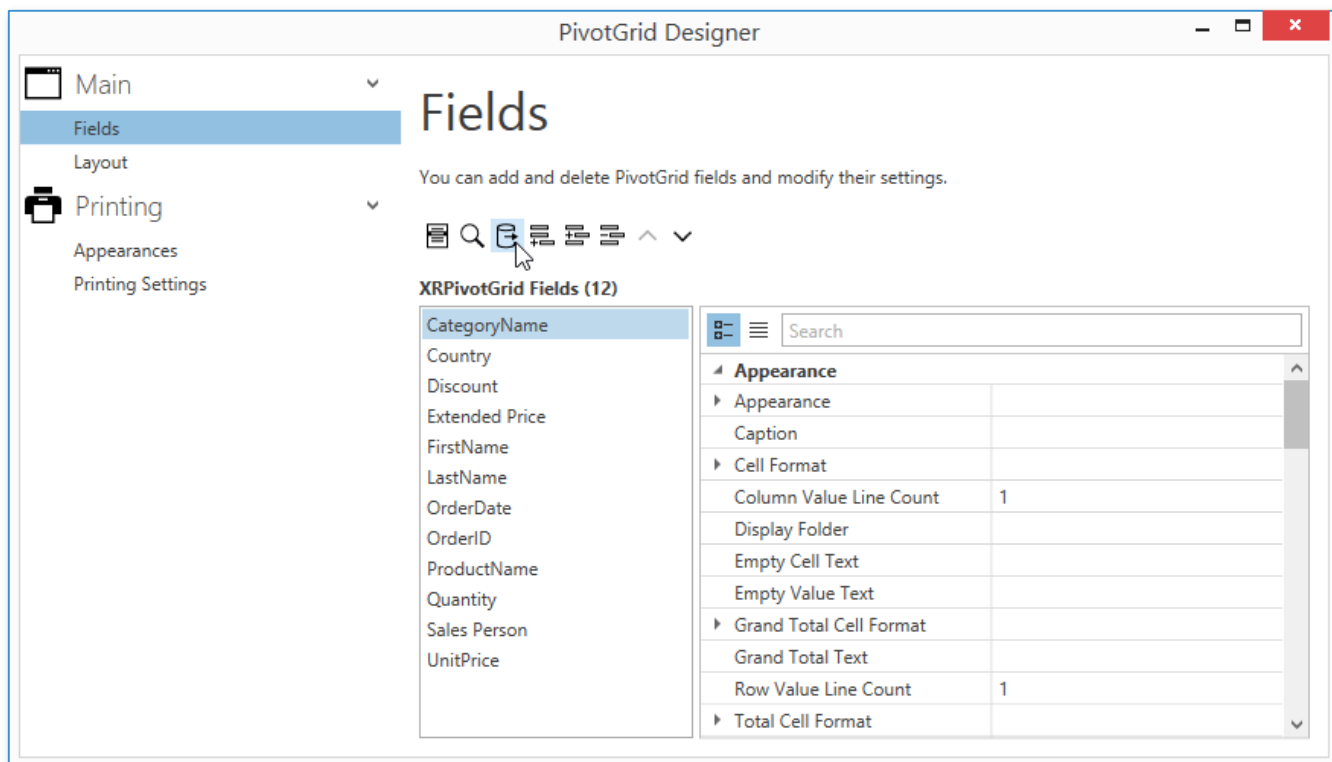 PivotGrid Designer
Main
Fields
Layout
Printing
Appearances
Printing Settings
Fields
You can add and delete PivotGrid fields and modify their settings.
XRPivotGrid Fields (12)
CategoryName
Country
Discount
Extended Price
FirstName
LastName
OrderDate
OrderID
ProductName
Quantity
Sales Person
UnitPrice
Search
Appearance
Appearance
Caption
Cell Format
Column Value Line Count 1
Display Folder
Empty Cell Text
Empty Value Text
Grand Total Cell Format
Grand Total Text
Row Value Line Count 1
Total Cell Format